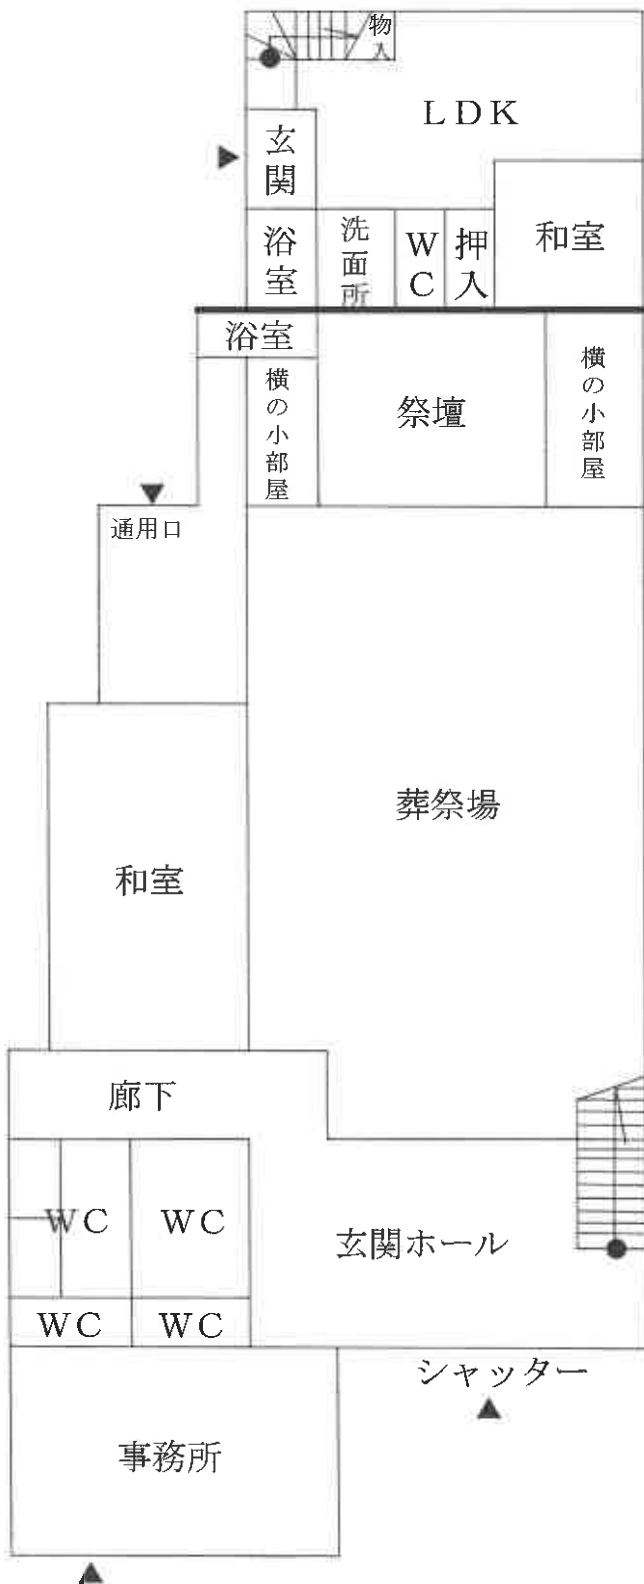 物入
LDK
玄関
浴室
洗面所
WC
押入
和室
浴室
横の小部屋
祭壇
横の小部屋
通用口
葬祭場
和室
廊下
WC
WC
玄関ホール
WC
WC
シャッター
事務所